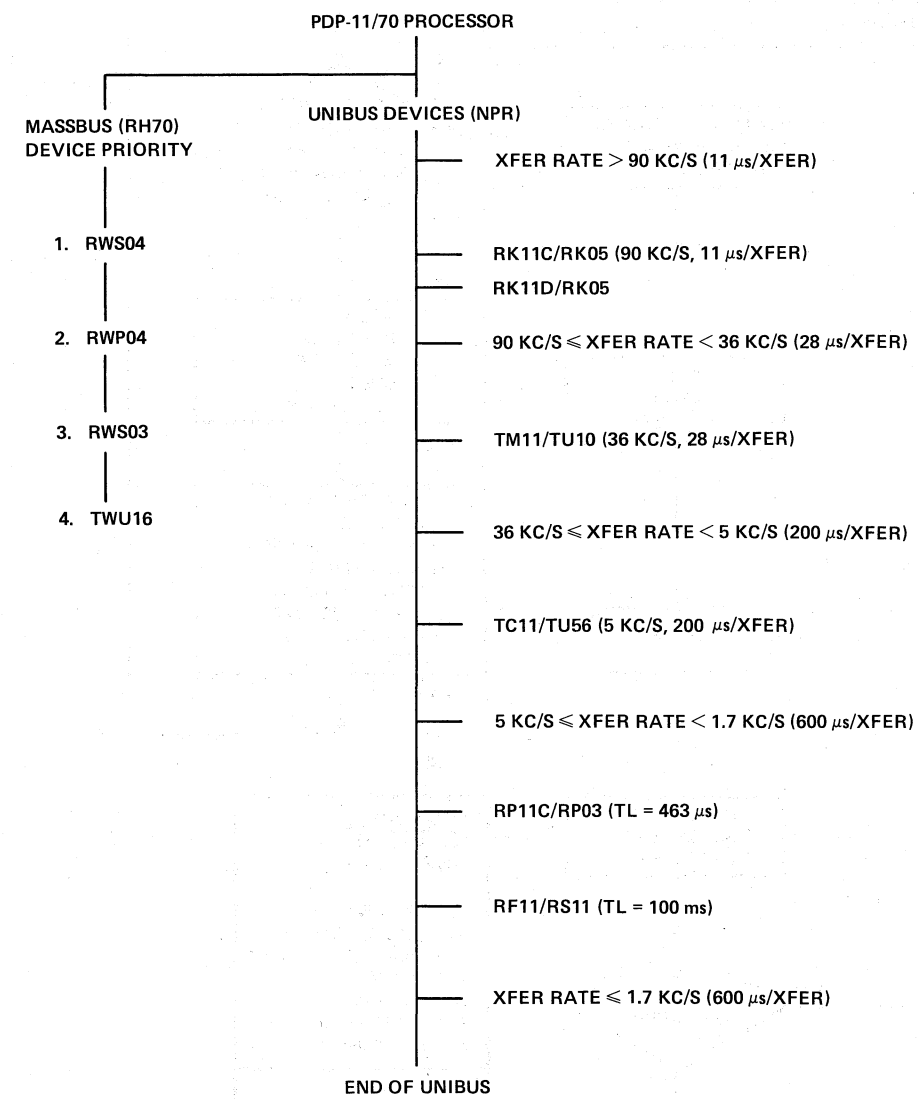 PDP-11/70 PROCESSOR
MASSBUS (RH70)
DEVICE PRIORITY
1. RWS04
2. RWP04
3. RWS03
4. TWU16
UNIBUS DEVICES (NPR)
XFER RATE > 90 KC/S (11 μs/XFER)
RK11C/RK05 (90 KC/S, 11 μs/XFER)
RK11D/RK05
90 KC/S ⩽ XFER RATE < 36 KC/S (28 μs/XFER)
TM11/TU10 (36 KC/S, 28 μs/XFER)
36 KC/S ⩽ XFER RATE < 5 KC/S (200 μs/XFER)
TC11/TU56 (5 KC/S, 200 μs/XFER)
5 KC/S ⩽ XFER RATE < 1.7 KC/S (600 μs/XFER)
RP11C/RP03 (TL = 463 μs)
RF11/RS11 (TL = 100 ms)
XFER RATE ⩽ 1.7 KC/S (600 μs/XFER)
END OF UNIBUS